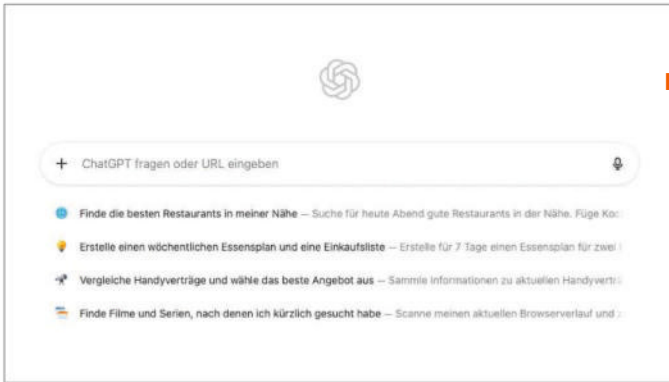 ChatGPT fragen oder URL eingeben
Finde die besten Restaurants in meiner Nähe — Suche für heute Abend gute Restaurants in der Nähe. Füge
Erstelle einen wöchentlichen Essensplan und eine Einkaufsliste — Erstelle für 7 Tage einen Essensplan für zwei
Vergleiche Handyverträge und wähle das beste Angebot aus — Sammle Informationen zu aktuellen
Finde Filme und Serien, nach denen ich kürzlich gesucht habe — Scanne meinen aktuellen Browserverlauf und